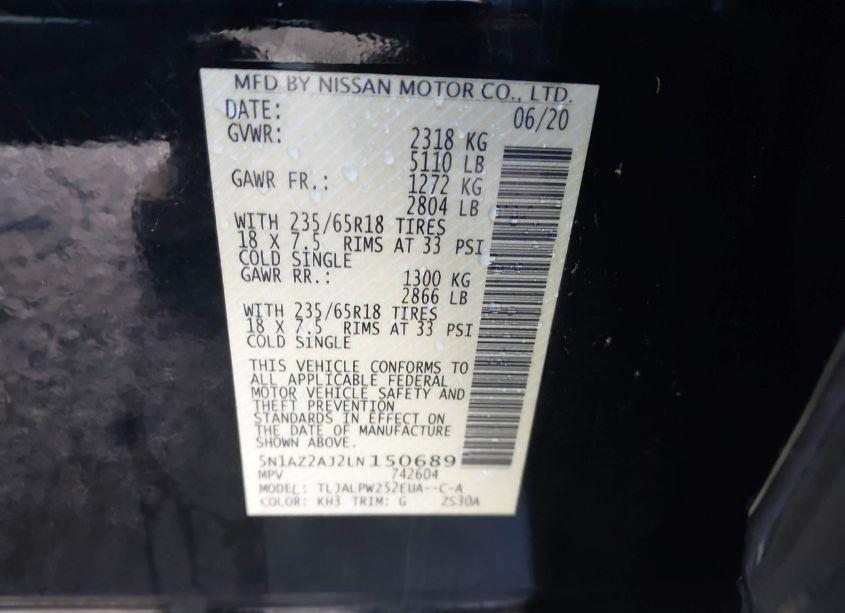 MFD BY NISSAN MOTOR CO., LTD.
DATE: 06/20
GVWR: 2318 KG
5110 LB
GAWR FR.: 1272 KG
2804 LB
WITH 235/65R18 TIRES
18 X 7.5 RIMS AT 33 PSI
COLD SINGLE
GAWR RR.: 1300 KG
2866 LB
WITH 235/65R18 TIRES
18 X 7.5 RIMS AT 33 PSI
COLD SINGLE
THIS VEHICLE CONFORMS TO
ALL APPLICABLE FEDERAL
MOTOR VEHICLE SAFETY AND
THEFT PREVENTION
STANDARDS IN EFFECT ON
THE DATE OF MANUFACTURE
SHOWN ABOVE.
5N1AZ2AJ2LN150689
MPV 742604
MODEL: TLJALPWZ52EUA--C-A
COLOR: KH3 TRIM: G ZS30A